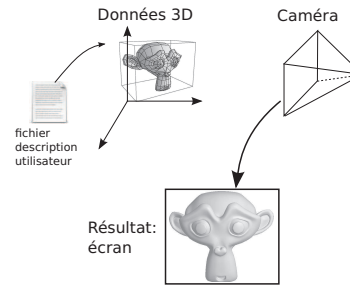 Données 3D
Caméra
fichier
description
utilisateur
Résultat:
écran